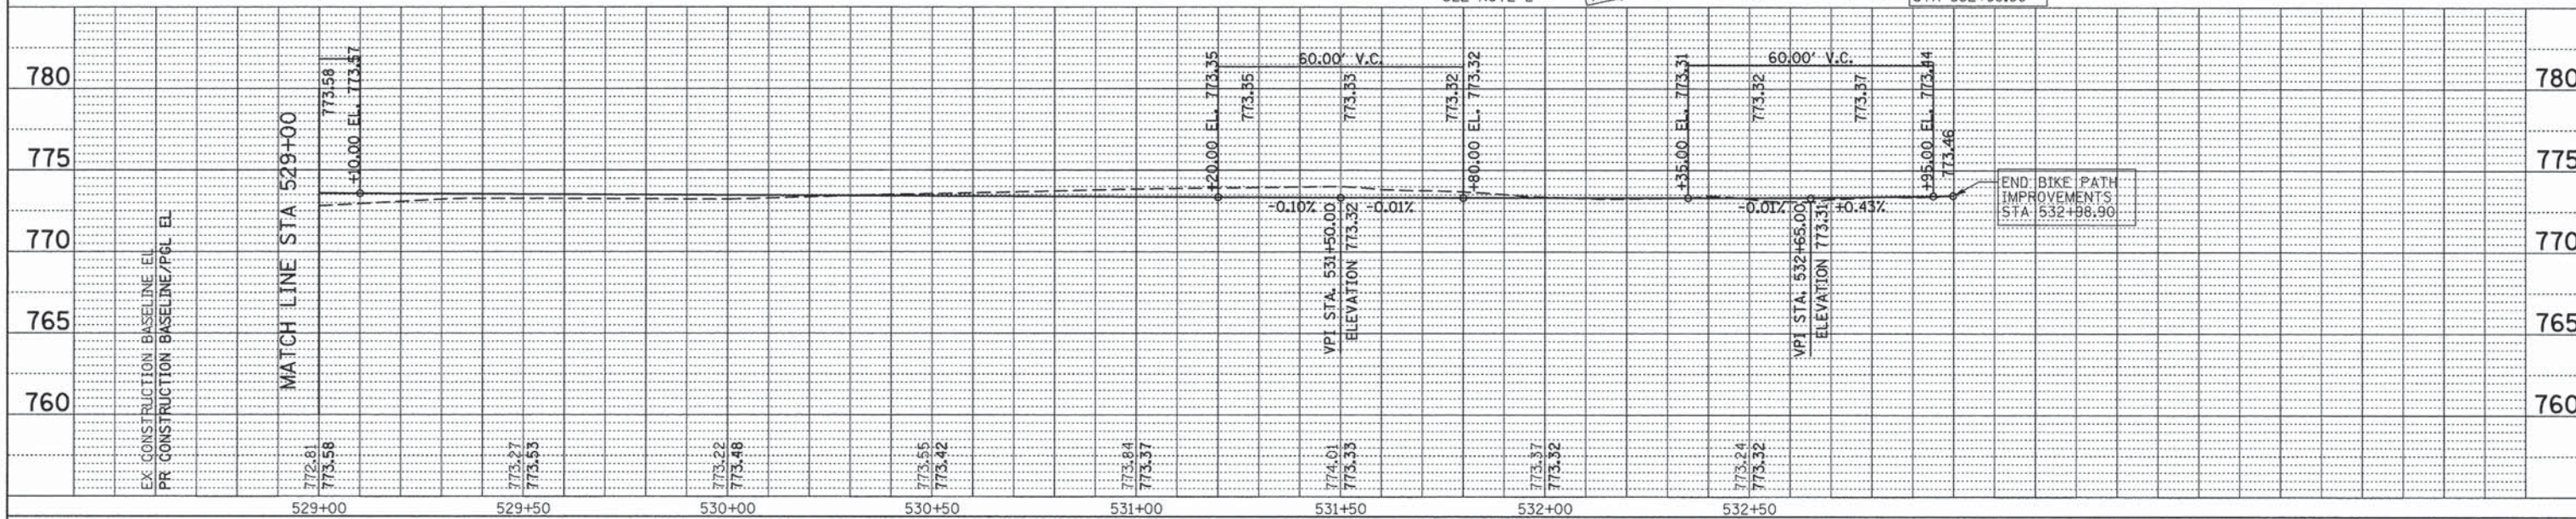 780
775
770
765
760
EX CONSTRUCTION BASELINE EL
PR CONSTRUCTION BASELINE/PGL EL
MATCH LINE STA 529+00
773.58
+10.00 EL. 773.57
60.00' V.C.
+20.00 EL. 773.35
773.35
773.33
773.32
+80.00 EL. 773.32
-0.10%
-0.01%
VPI STA. 531+50.00
ELEVATION 773.32
60.00' V.C.
+35.00 EL. 773.31
773.32
773.37
+95.00 EL. 773.44
773.46
-0.01%
+0.43%
VPI STA. 532+65.00
ELEVATION 773.31
END BIKE PATH
IMPROVEMENTS
STA 532+98.90
780
775
770
765
760
772.81
773.58
773.27
773.53
773.22
773.48
773.55
773.42
773.84
773.37
774.01
773.33
773.37
773.32
773.24
773.32
529+00
529+50
530+00
530+50
531+00
531+50
532+00
532+50